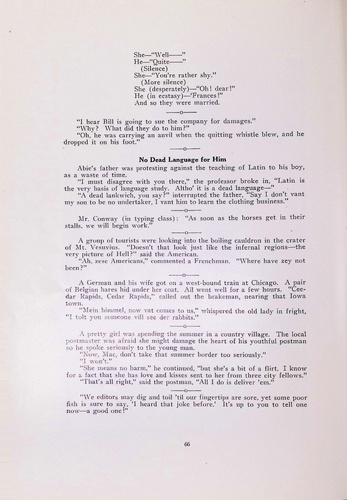 She—"Well——"
He—"Quite——"
(Silence)
She—"You're rather shy."
(More silence)
She (desperately)—"Oh! dear!"
He (in ecstasy)—"Frances!"
And so they were married.
"I hear Bill is going to sue the company for damages."
"Why? What did they do to him?"
"Oh, he was carrying an anvil when the quitting whistle blew, and he
dropped it on his foot."
No Dead Language for Him
Abie's father was protesting against the teaching of Latin to his boy,
as a waste of time.
"I must disagree with you there," the professor broke in, "Latin is
the very basis of language study. Altho' it is a dead language—"
"A dead lankwich, you say?" interrupted the father, "Say I don't vant
my son to be no undertaker, I vant him to learn the clothing business."
Mr. Conway (in typing class): "As soon as the horses get in their
stalls, we will begin work."
A group of tourists were looking into the boiling cauldron in the crater
of Mt. Vesuvius. "Doesn't that look just like the infernal regions—the
very picture of Hell?" said the American.
"Ah, zese Americans," commented a Frenchman. "Where have zey not
been?"
A German and his wife got on a west-bound train at Chicago. A pair
of Belgian hares hid under her coat. All went well for a few hours. "Cee-
dar Rapids, Cedar Rapids," called out the brakeman, nearing that Iowa
town.
"Mein himmel, now vat comes to us," whispered the old lady in fright,
"I tolt you someone vill see der rabbits."
A pretty girl was spending the summer in a country village. The local
postmaster was afraid she might damage the heart of his youthful postman
so he spoke seriously to the young man.
"Now, Mac, don't take that summer border too seriously."
"I won't."
"She means no harm," he continued, "but she's a bit of a flirt. I know
for a fact that she has love and kisses sent to her from three city fellows."
"That's all right," said the postman, "All I do is deliver 'em."
"We editors may dig and toil 'til our fingertips are sore, yet some poor
fish is sure to say, 'I heard that joke before.' It's up to you to tell one
now—a good one!"
66